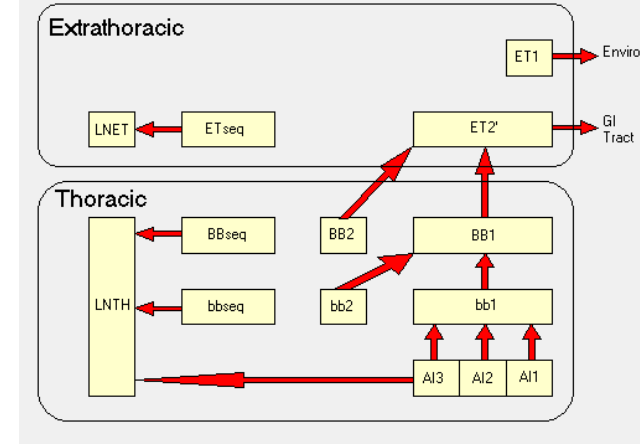 Extrathoracic
ET1
Enviro
LNET
ETseq
ET2'
GI
Tract
Thoracic
LNTH
BBseq
BB2
BB1
bbseq
bb2
bb1
AI3
AI2
AI1